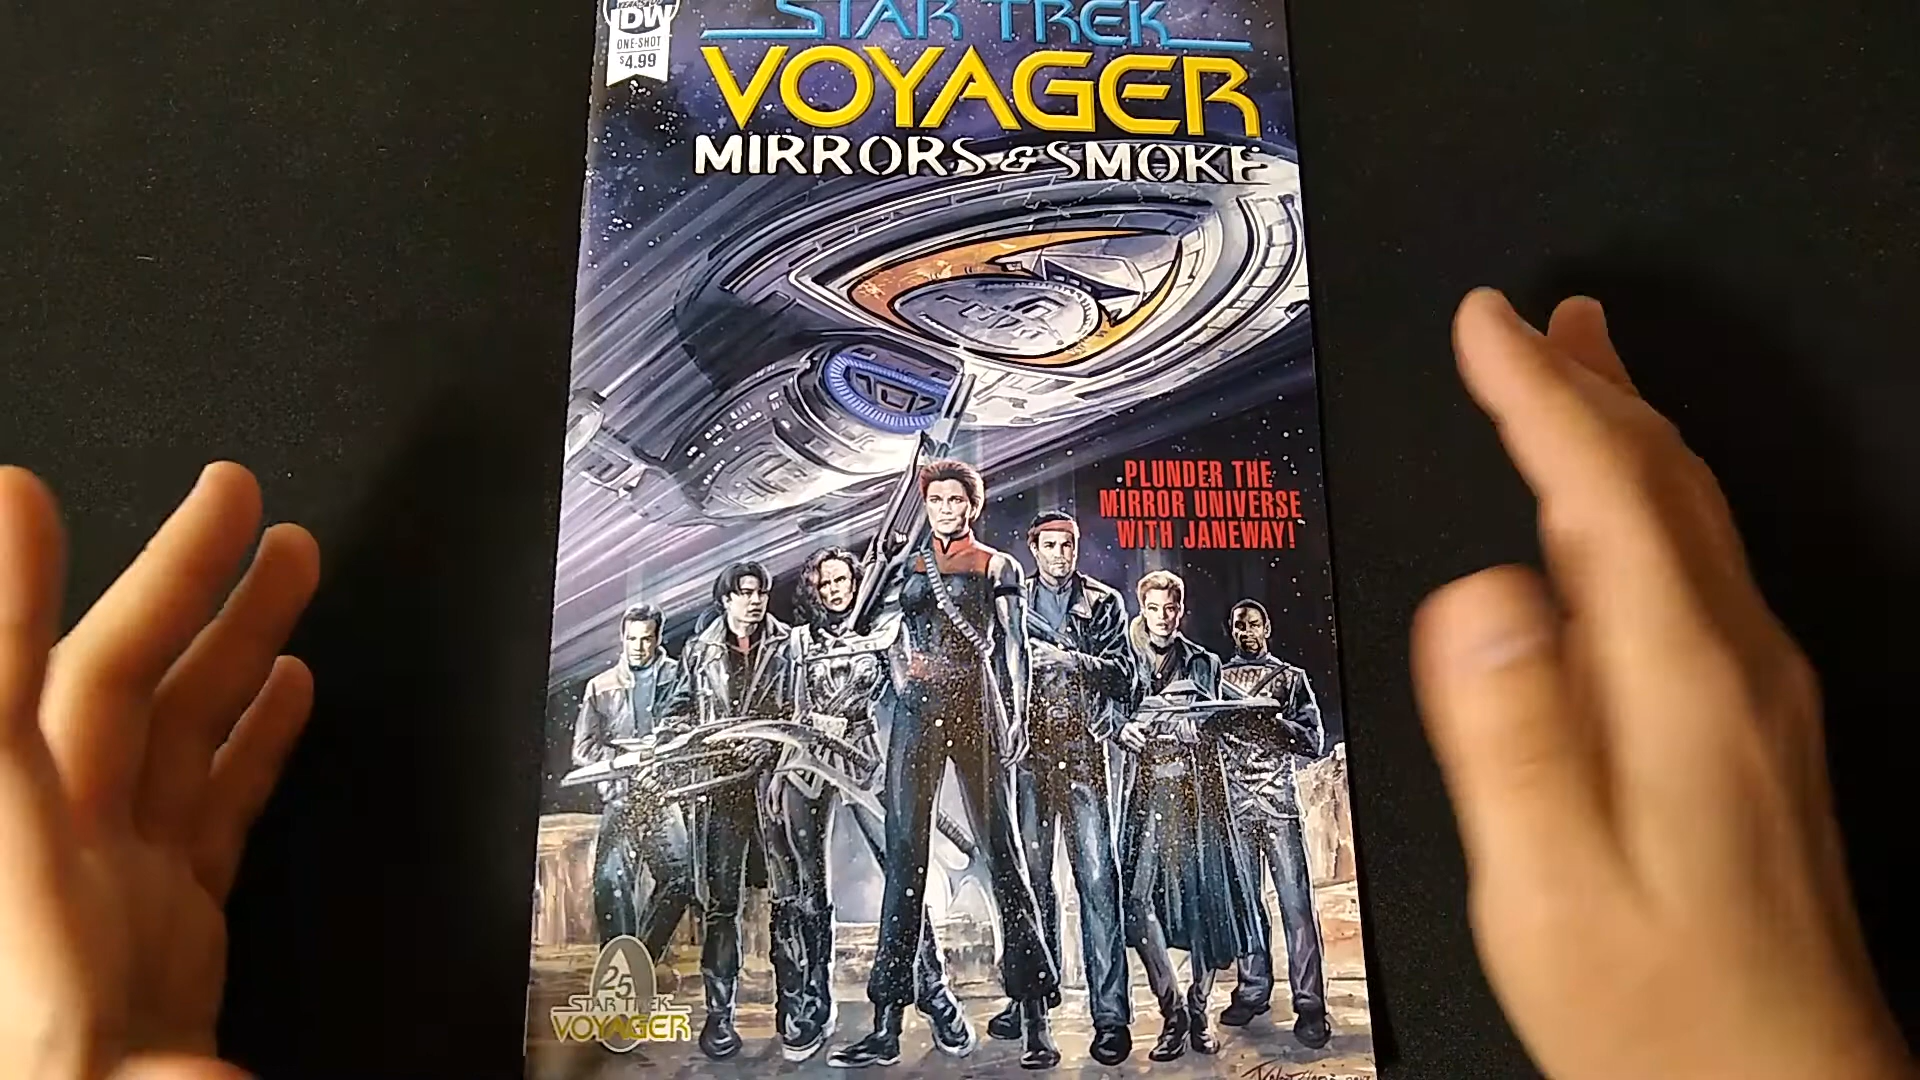 IDW
ONE-SHOT
$4.99
STAR TREK
VOYAGER
MIRRORS & SMOKE
PLUNDER THE
MIRROR UNIVERSE
WITH JANEWAY!
25
STAR TREK
VOYAGER